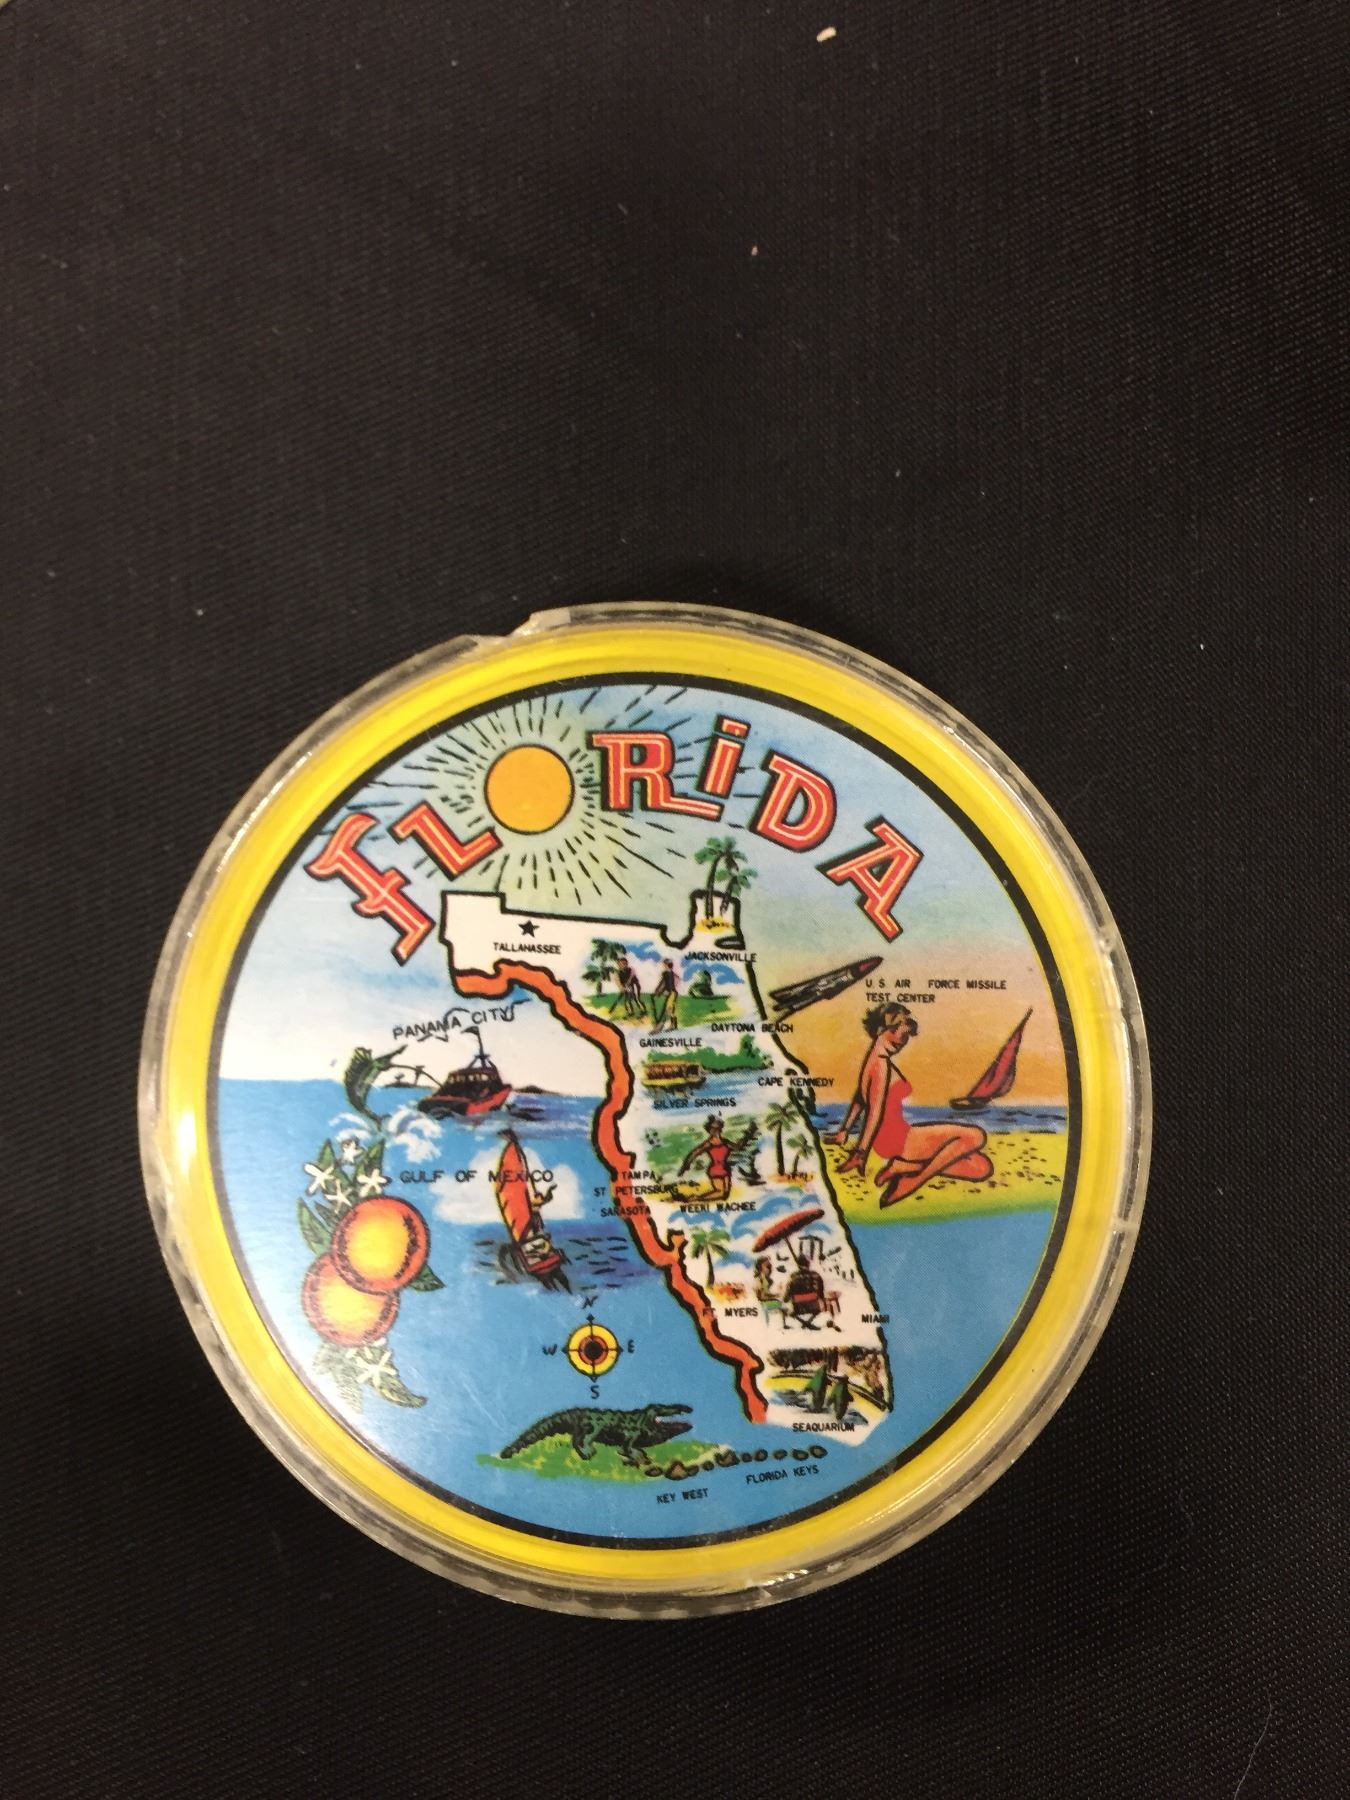 FLORIDA
TALLAHASSEE
JACKSONVILLE
U.S AIR FORCE MISSILE
TEST CENTER
PANAMA CITY
DAYTONA BEACH
GAINESVILLE
CAPE KENNEDY
SILVER SPRINGS
GULF OF MEXICO
TAMPA
ST PETERSBURG
SARASOTA
WEEKI WACHEE
FT. MYERS
MIAMI
N
W E
S
SEAQUARIUM
FLORIDA KEYS
KEY WEST